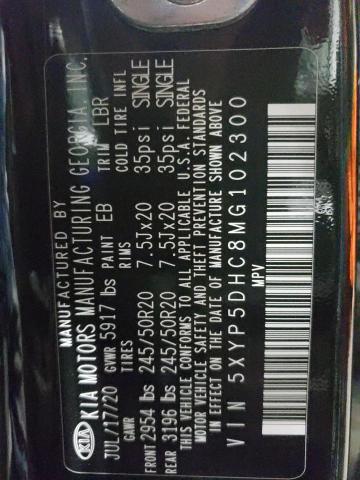 MANUFACTURED BY
KIA KIA MOTORS MANUFACTURING GEORGIA, INC.
JUL/17/20 GVWR 5917 lbs PAINT EB TRIM LBR
GAWR TIRES RIMS COLD TIRE INFL
FRONT 2954 lbs 245/50R20 7.5Jx20 35psi SINGLE
REAR 3196 lbs 245/50R20 7.5Jx20 35psi SINGLE
THIS VEHICLE CONFORMS TO ALL APPLICABLE U.S.A. FEDERAL
MOTOR VEHICLE SAFETY AND THEFT PREVENTION STANDARDS
IN EFFECT ON THE DATE OF MANUFACTURE SHOWN ABOVE
VIN 5XYP5DHC8MG102300
MPV